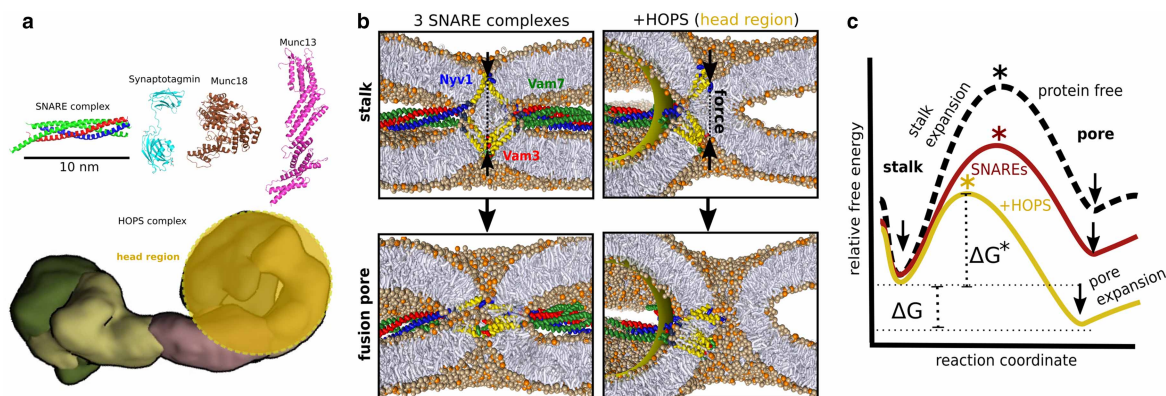 a
Munc13
Synaptotagmin
Munc18
SNARE complex
10 nm
HOPS complex
head region
b
3 SNARE complexes
+HOPS (head region)
stalk
Nyv1
Vam7
Vam3
force
fusion pore
c
relative free energy
stalk
expansion
protein free
stalk
pore
SNAREs
+HOPS
ΔG*
ΔG
pore
expansion
reaction coordinate